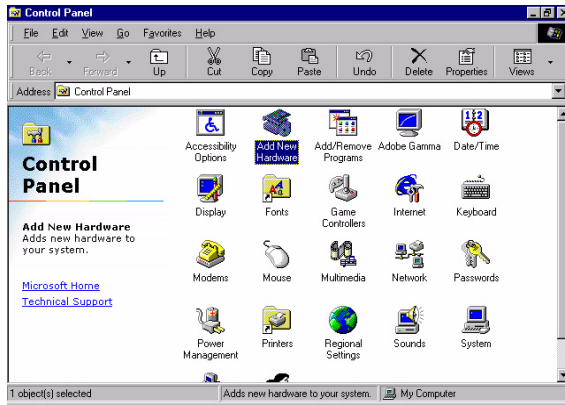 Control Panel
File Edit View Go Favorites Help
Back Forward Up Cut Copy Paste Undo Delete Properties Views
Address Control Panel
Control
Panel
Add New Hardware
Adds new hardware to
your system.
Microsoft Home
Technical Support
Accessibility
Options
Add New
Hardware
Add/Remove
Programs
Adobe Gamma
Date/Time
Display
Fonts
Game
Controllers
Internet
Keyboard
Modems
Mouse
Multimedia
Network
Passwords
Power
Management
Printers
Regional
Settings
Sounds
System
1 object(s) selected
Adds new hardware to your system.
My Computer